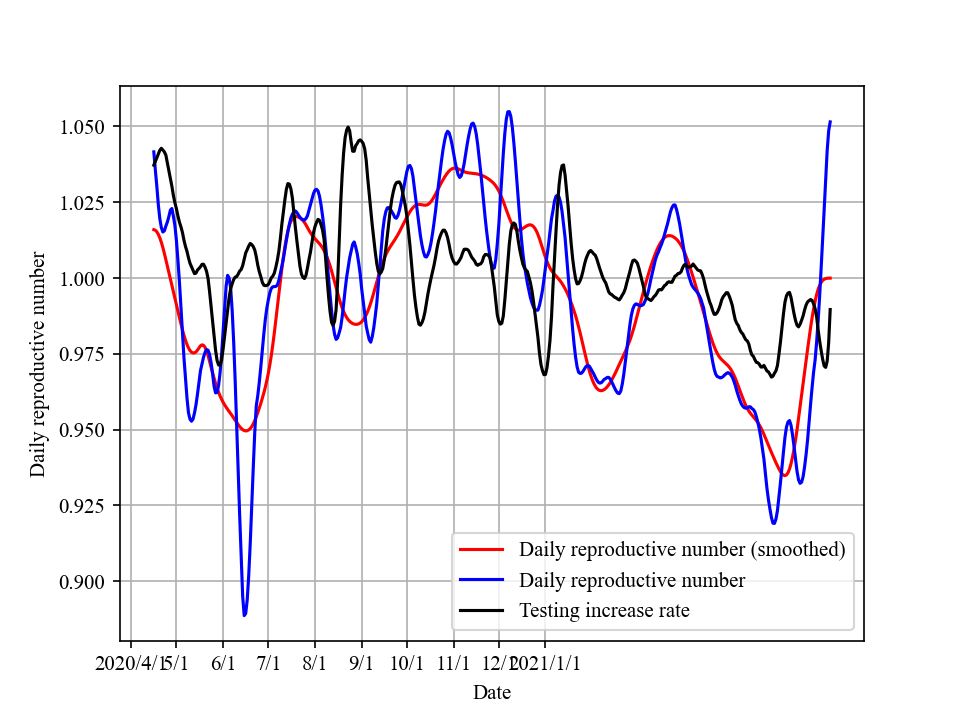 1.050
1.025
1.000
0.975
0.950
0.925
0.900
Daily reproductive number
Daily reproductive number (smoothed)
Daily reproductive number
Testing increase rate
2020/4/1 5/1 6/1 7/1 8/1 9/1 10/1 11/1 12/1 2021/1/1
Date